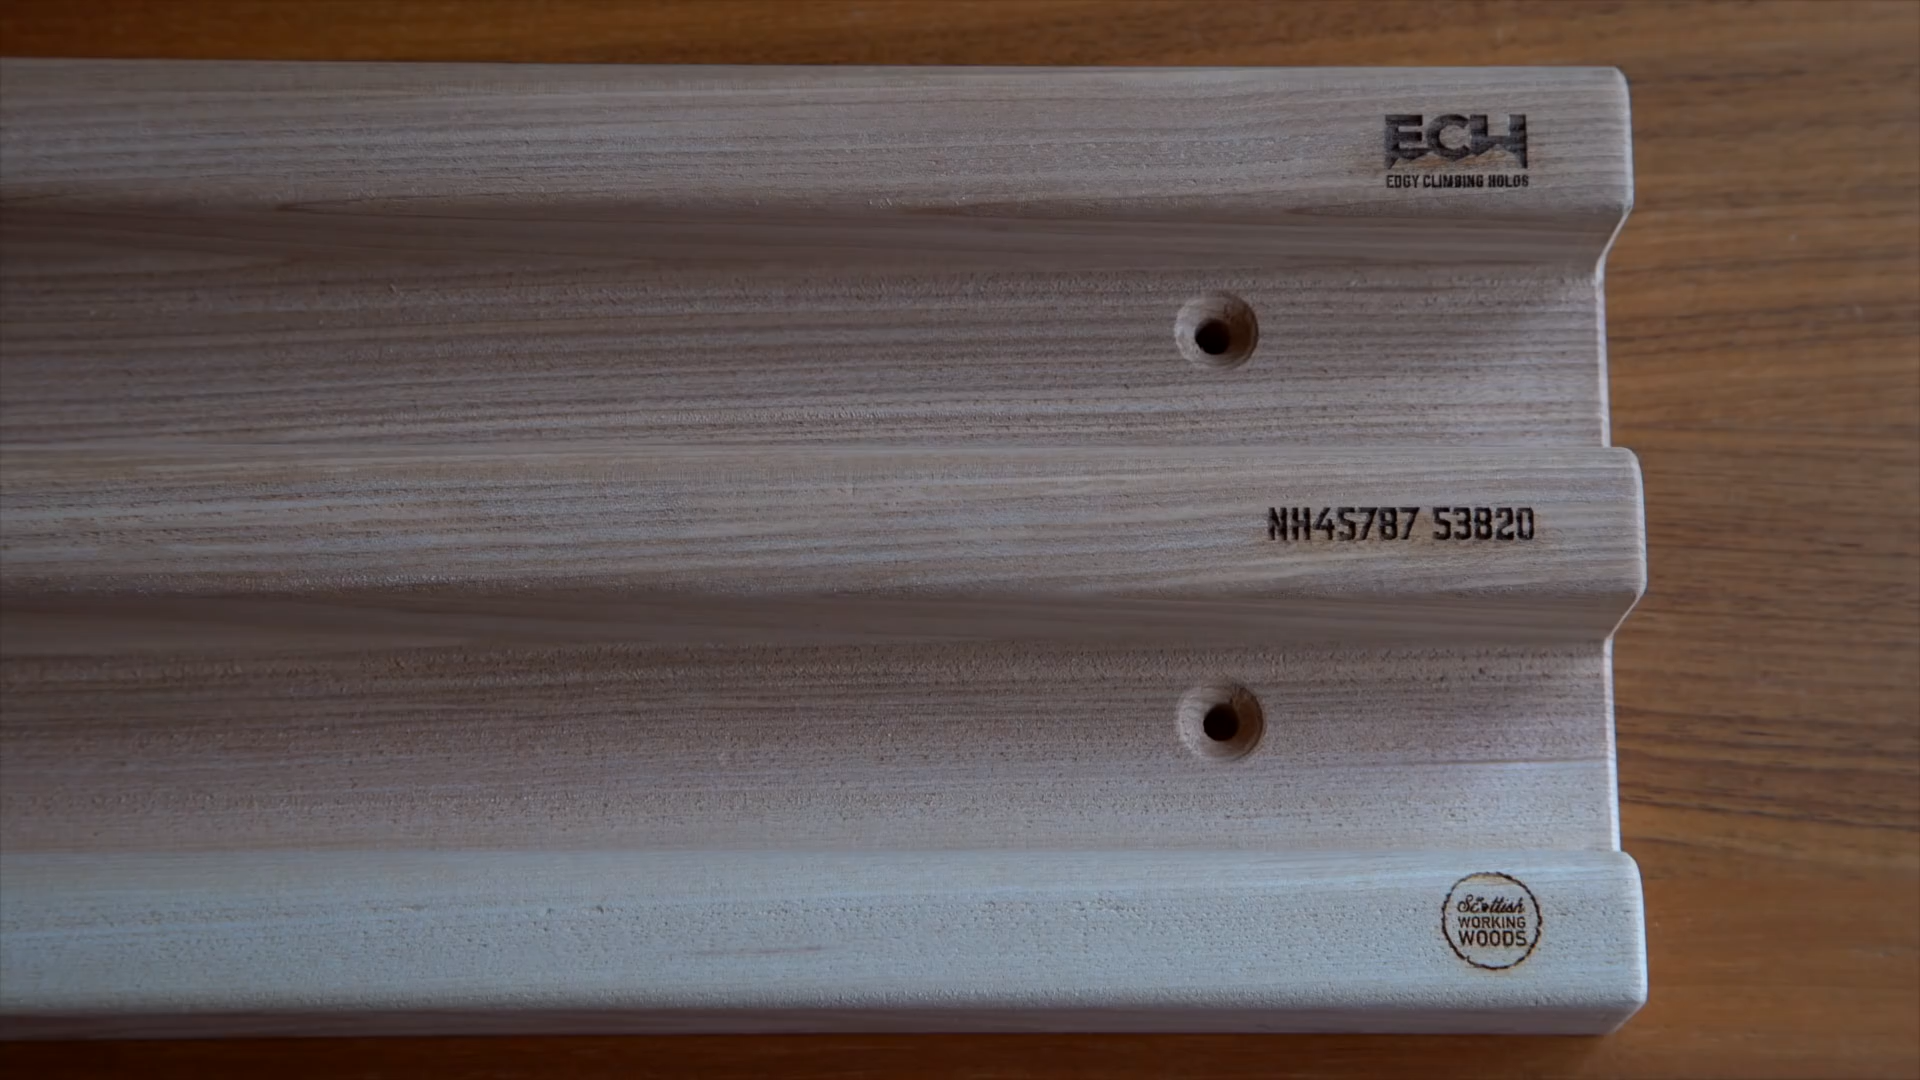 ECH
EDGY CLIMBING HOLDS
NH45787 53820
Scottish
WORKING
WOODS